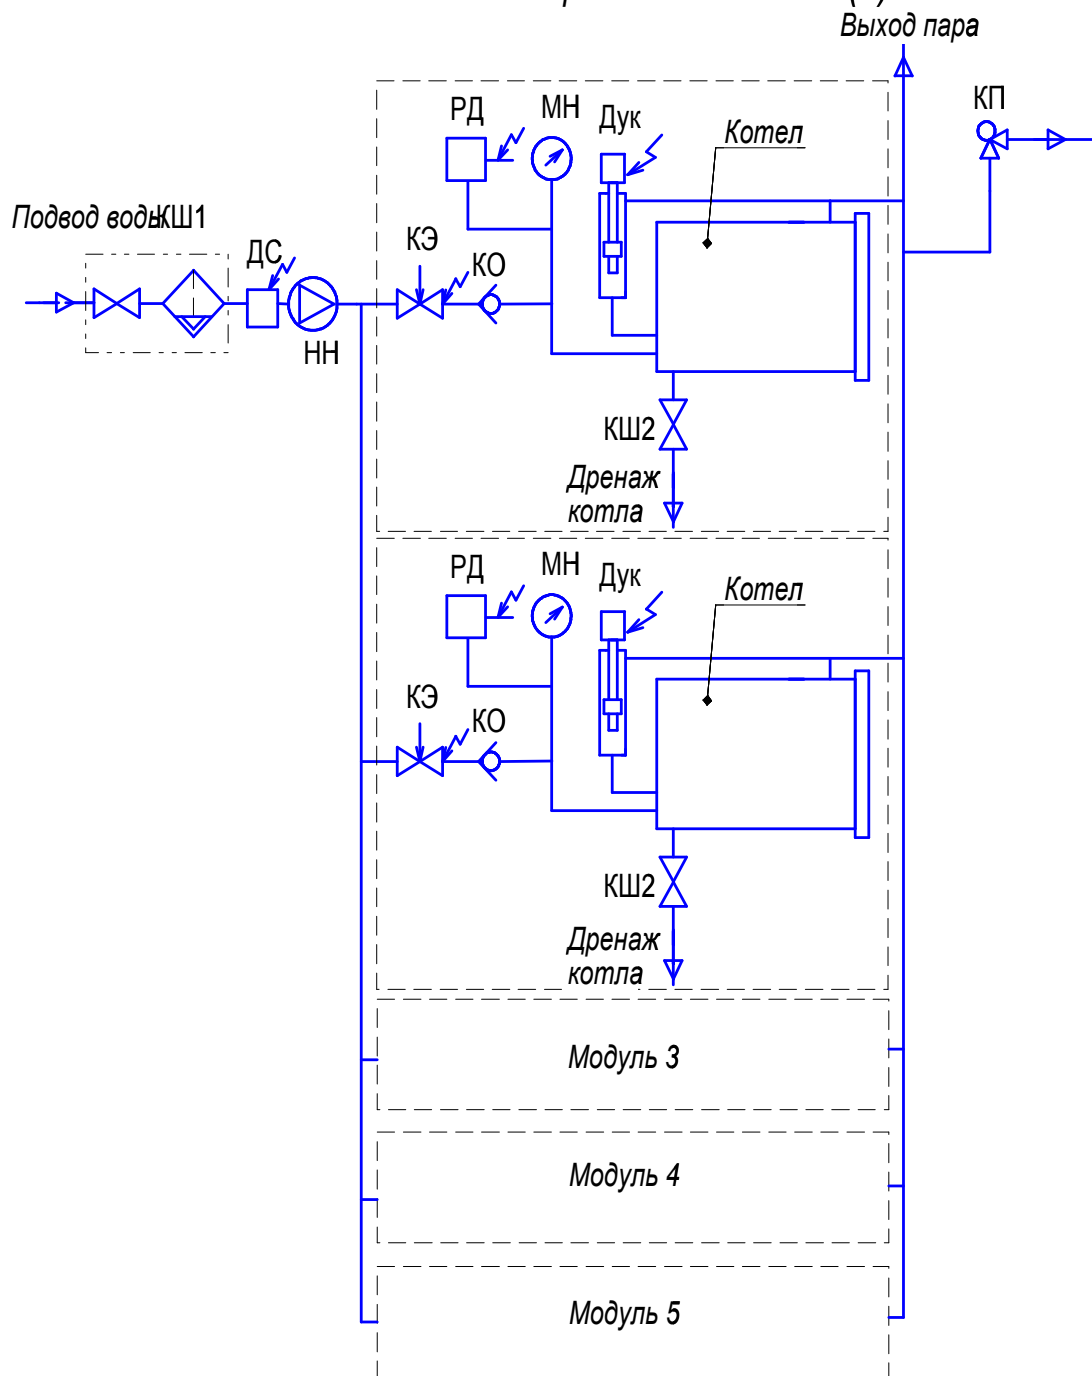 Выход пара
КП
РД
МН
Дук
Котел
Подвод воды
КШ1
ДС
КЭ
КО
НН
КШ2
Дренаж
котла
РД
МН
Дук
Котел
КЭ
КО
КШ2
Дренаж
котла
Модуль 3
Модуль 4
Модуль 5